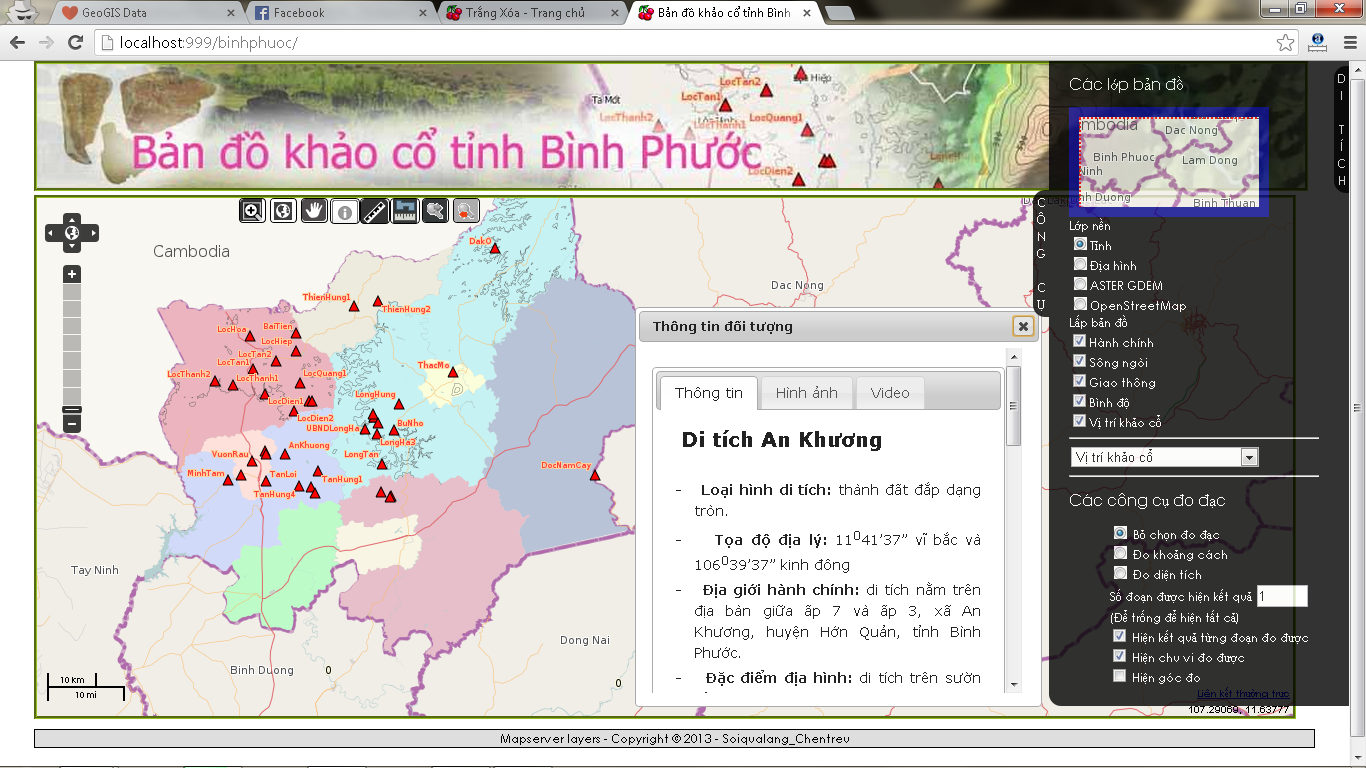 GeoGIS Data
Facebook
Trắng Xóa - Trang chủ
Bản đồ khảo cổ tỉnh Bình
localhost:999/binhphuoc/
Bản đồ khảo cổ tỉnh Bình Phước
Ta Mốt
LocTan2
LocTan1
LocThanh2
LocThanh1
LocQuang1
LocDien2
Cambodia
Dac Nong
Tay Ninh
Binh Duong
Dong Nai
0
0
DakO
ThienHung1
ThienHung2
LocHoa
BaiTien
LocHiep
LocTan2
LocTan1
LocThanh2
LocThanh1
LocQuang1
LocDien1
LocDien2
ThacMo
LongHung
UBNDLongHa
BuNho
LongHa3
LongTan
AnKhuong
VuonRau
MinhTam
TanLoi
TanHung1
TanHung4
DocNamCay
10 km
10 mi
Thông tin đối tượng
Thông tin
Hình ảnh
Video
Di tích An Khương
- Loại hình di tích: thành đất đắp dạng
tròn.
- Tọa độ địa lý: 11⁰41’37” vĩ bắc và
106⁰39’37” kinh đông
- Địa giới hành chính: di tích nằm trên
địa bàn giữa ấp 7 và ấp 3, xã An
Khương, huyện Hớn Quản, tỉnh Bình
Phước.
- Đặc điểm địa hình: di tích trên sườn
CÔNG CỤ
DI TÍCH
Các lớp bản đồ
mbodia
Dac Nong
Binh Phuoc
Lam Dong
Ninh
nh Duong
Binh Thuan
Lớp nền
Tỉnh
Địa hình
ASTER GDEM
OpenStreetMap
Lắp bản đồ
Hành chính
Sông ngòi
Giao thông
Bình độ
Vị trí khảo cổ
Vị trí khảo cổ
Các công cụ đo đạc
Bỏ chọn đo đạc
Đo khoảng cách
Đo diện tích
Số đoạn được hiện kết quả 1
(Để trống để hiện tất cả)
Hiện kết quả từng đoạn đo được
Hiện chu vi đo được
Hiện góc đo
Liên kết thường trực
107.29069, 11.63777
Mapserver layers - Copyright © 2013 - Soiqualang_Chentreu